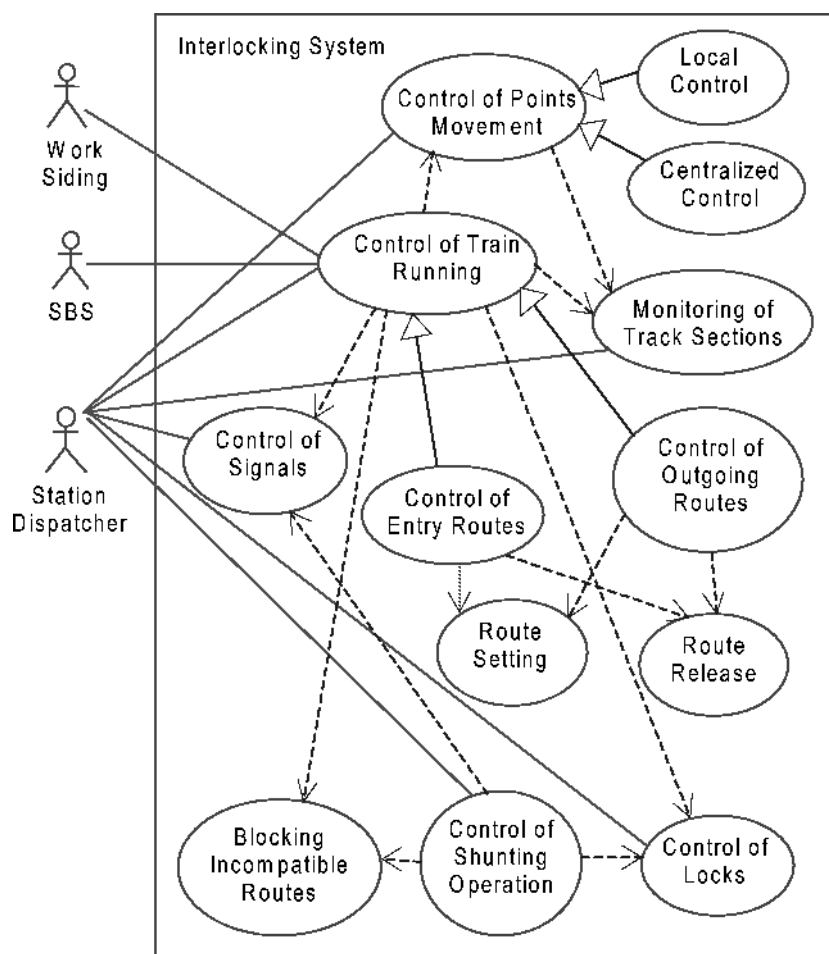 Interlocking System
Local
Control
Control of Points
Movement
Work
Siding
Centralized
Control
Control of Train
Running
SBS
Monitoring of
Track Sections
Control of
Signals
Control of
Outgoing
Routes
Station
Dispatcher
Control of
Entry Routes
Route
Setting
Route
Release
Blocking
Incompatible
Routes
Control of
Shunting
Operation
Control of
Locks